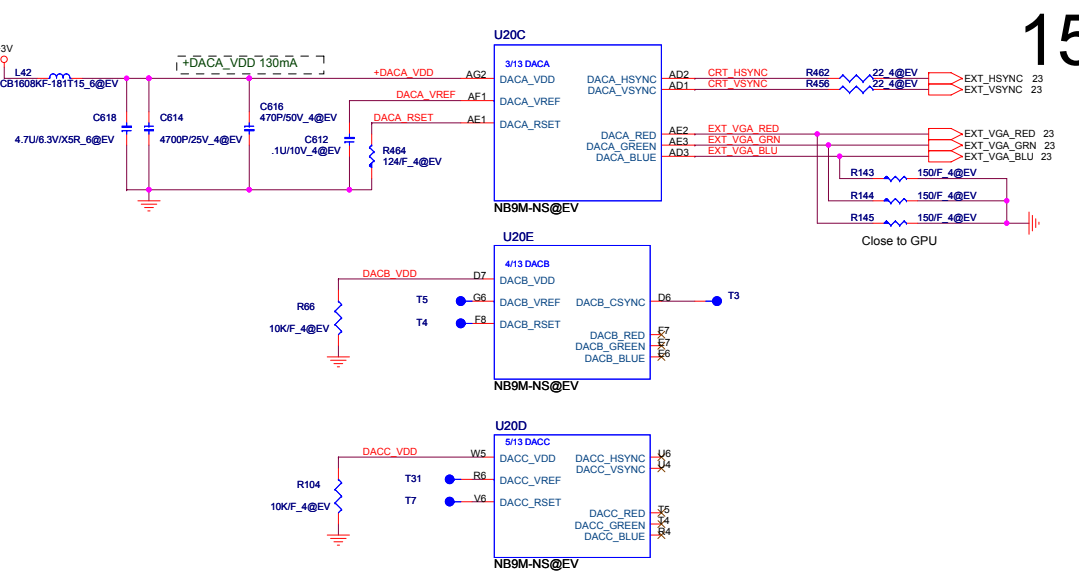 15
U20C
3V
+DACA_VDD 130mA
3/13 DACA
L42
CB1608KF-181T15_6@EV
+DACA_VDD
AG2
DACA_VDD
DACA_HSYNC
AD2
CRT_HSYNC
R462
22_4@EV
EXT_HSYNC 23
DACA_VSYNC
AD1
CRT_VSYNC
R456
22_4@EV
EXT_VSYNC 23
DACA_VREF
AF1
DACA_VREF
C616
470P/50V_4@EV
C618
4.7U/6.3V/X5R_6@EV
C614
4700P/25V_4@EV
DACA_RSET
AE1
DACA_RSET
C612
.1U/10V_4@EV
R464
124/F_4@EV
DACA_RED
AE2
EXT_VGA_RED
EXT_VGA_RED 23
DACA_GREEN
AE3
EXT_VGA_GRN
EXT_VGA_GRN 23
DACA_BLUE
AD3
EXT_VGA_BLU
EXT_VGA_BLU 23
R143
150/F_4@EV
R144
150/F_4@EV
R145
150/F_4@EV
NB9M-NS@EV
Close to GPU
U20E
4/13 DACB
DACB_VDD
D7
DACB_VDD
R66
10K/F_4@EV
T5
G6
DACB_VREF
DACB_CSYNC
D6
T3
T4
F8
DACB_RSET
DACB_RED
DACB_GREEN
DACB_BLUE
E6
NB9M-NS@EV
U20D
5/13 DACC
DACC_VDD
W5
DACC_VDD
DACC_HSYNC
U6
DACC_VSYNC
U4
R104
10K/F_4@EV
T31
R6
DACC_VREF
T7
V6
DACC_RSET
DACC_RED
T5
DACC_GREEN
T4
DACC_BLUE
R4
NB9M-NS@EV